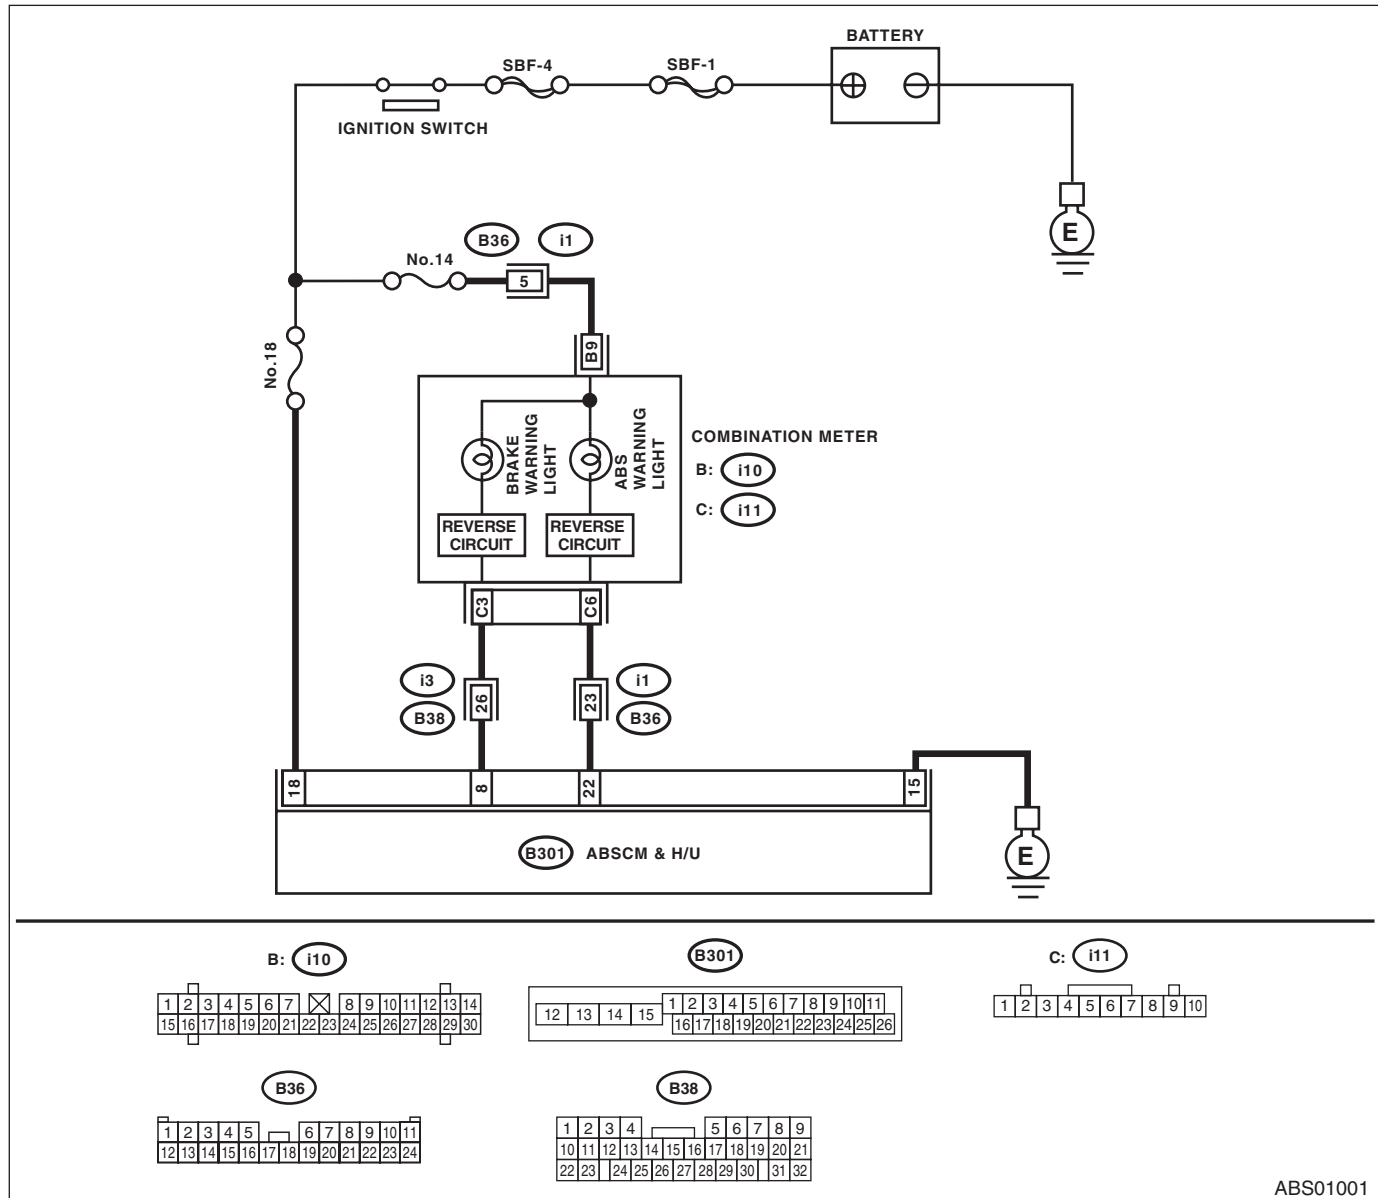 BATTERY
SBF-4
SBF-1
IGNITION SWITCH
E
B36
i1
No.14
5
No.18
B9
BRAKE
WARNING
LIGHT
ABS
WARNING
LIGHT
COMBINATION METER
B: i10
C: i11
REVERSE
CIRCUIT
REVERSE
CIRCUIT
C3
C6
i3
B38
26
23
i1
B36
18
8
22
15
B301 ABSCM & H/U
E
B: i10
1 2 3 4 5 6 7 8 9 10 11 12 13 14
15 16 17 18 19 20 21 22 23 24 25 26 27 28 29 30
B301
1 2 3 4 5 6 7 8 9 10 11
12 13 14 15
16 17 18 19 20 21 22 23 24 25 26
C: i11
1 2 3 4 5 6 7 8 9 10
B36
1 2 3 4 5 6 7 8 9 10 11
12 13 14 15 16 17 18 19 20 21 22 23 24
B38
1 2 3 4 5 6 7 8 9
10 11 12 13 14 15 16 17 18 19 20 21
22 23 24 25 26 27 28 29 30 31 32
ABS01001